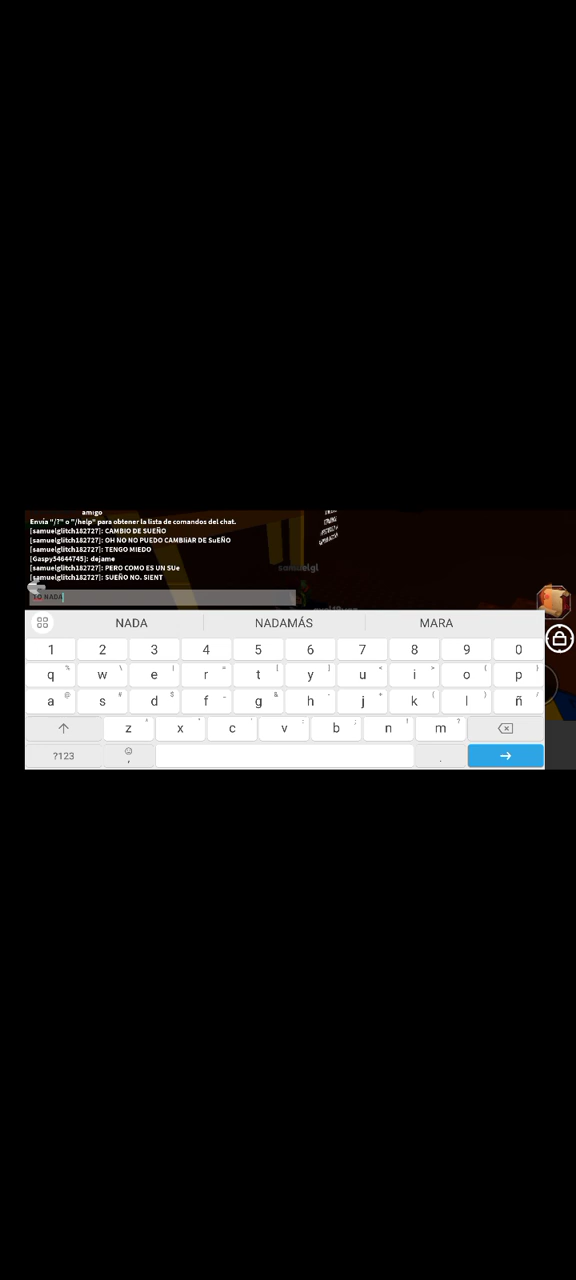 amigo
Envía "/?" o "/help" para obtener la lista de comandos del chat.
[samuelglitch182727]: CAMBIO DE SUEÑO
[samuelglitch182727]: OH NO NO PUEDO CAMBIiAR DE SuEÑO
[samuelglitch182727]: TENGO MIEDO
[Gaspy54644745]: dejame
[samuelglitch182727]: PERO COMO ES UN SUe
[samuelglitch182727]: SUEÑO NO. SIENT
samuelgl
NADA
NADA NADAMÁS MARA
1 2 3 4 5 6 7 8 9 0
q w e r t y u i o p
a s d f g h j k l ñ
z x c v b n m
?123 , .